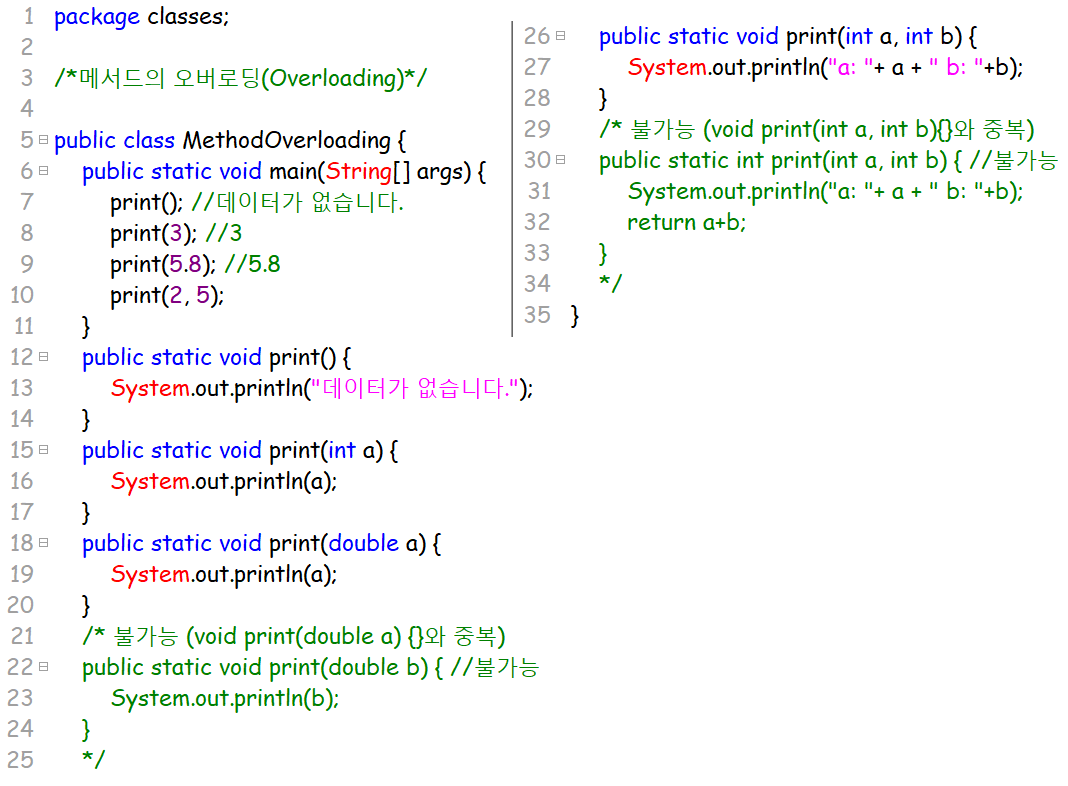 1 package classes;
2
3 /*메서드의 오버로딩(Overloading)*/
4
5 public class MethodOverloading {
6 public static void main(String[] args) {
7 print(); //데이터가 없습니다.
8 print(3); //3
9 print(5.8); //5.8
10 print(2, 5);
11 }
12 public static void print() {
13 System.out.println("데이터가 없습니다.");
14 }
15 public static void print(int a) {
16 System.out.println(a);
17 }
18 public static void print(double a) {
19 System.out.println(a);
20 }
21 /* 불가능 (void print(double a) {}와 중복)
22 public static void print(double b) { //불가능
23 System.out.println(b);
24 }
25 */
26 public static void print(int a, int b) {
27 System.out.println("a: "+ a + " b: "+b);
28 }
29 /* 불가능 (void print(int a, int b){}와 중복)
30 public static int print(int a, int b) { //불가능
31 System.out.println("a: "+ a + " b: "+b);
32 return a+b;
33 }
34 */
35 }